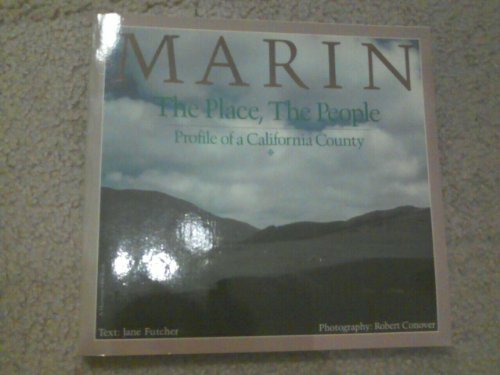 MARIN
The Place, The People
Profile of a California County
Text: Jane Futcher
Photography: Robert Conover